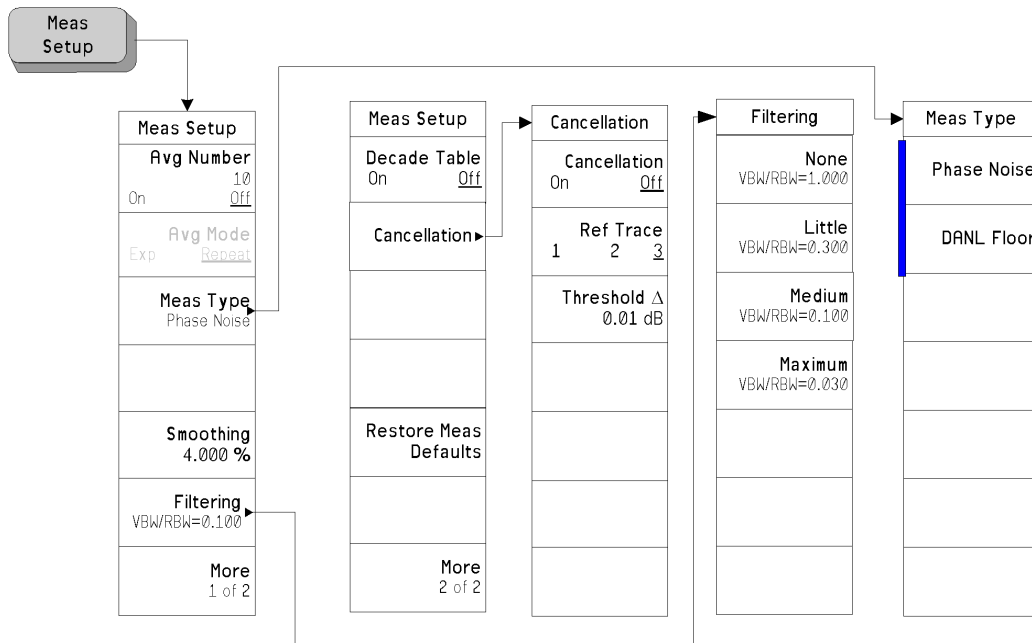 Meas
Setup
Meas Setup
Avg Number
10
On Off
Avg Mode
Exp Repeat
Meas Type
Phase Noise
Smoothing
4.000 %
Filtering
VBW/RBW=0.100
More
1 of 2
Meas Setup
Decade Table
On Off
Cancellation
Restore Meas
Defaults
More
2 of 2
Cancellation
Cancellation
On Off
Ref Trace
1 2 3
Threshold Δ
0.01 dB
Filtering
None
VBW/RBW=1.000
Little
VBW/RBW=0.300
Medium
VBW/RBW=0.100
Maximum
VBW/RBW=0.030
Meas Type
Phase Noise
DANL Floor